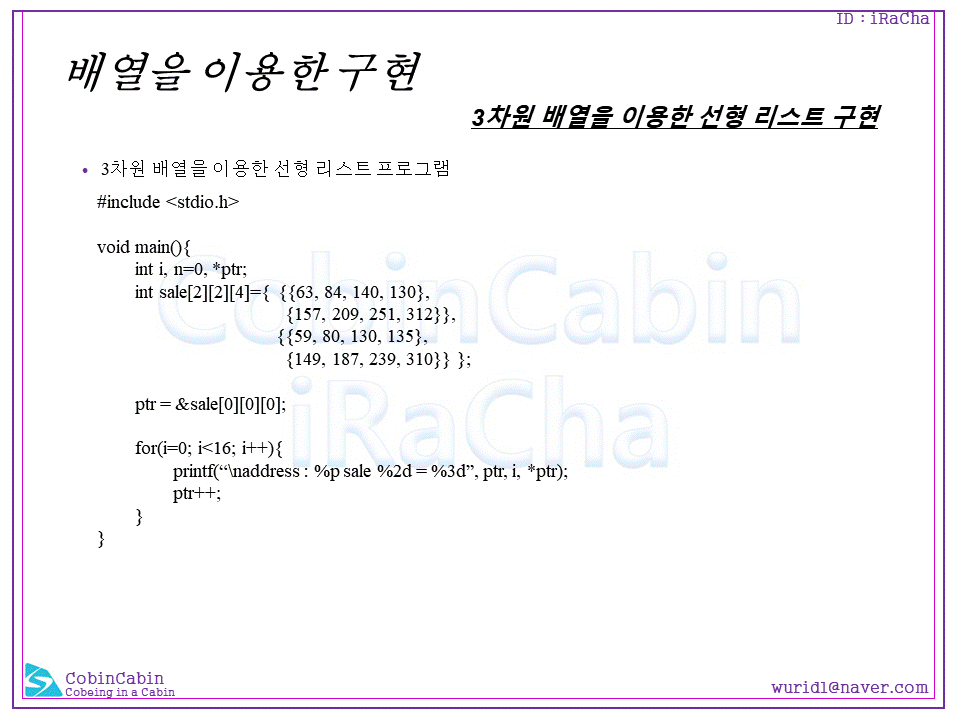 ID : iRaCha
배열을 이용한 구현
3차원 배열을 이용한 선형 리스트 구현
• 3차원 배열을 이용한 선형 리스트 프로그램
#include <stdio.h>
void main(){
int i, n=0, *ptr;
int sale[2][2][4]={ {{63, 84, 140, 130},
{157, 209, 251, 312}},
{{59, 80, 130, 135},
{149, 187, 239, 310}} };
ptr = &sale[0][0][0];
for(i=0; i<16; i++){
printf(“\naddress : %p sale %2d = %3d”, ptr, i, *ptr);
ptr++;
}
}
CobinCabin
iRaCha
CobinCabin
Cobeing in a Cabin
wurid1@naver.com